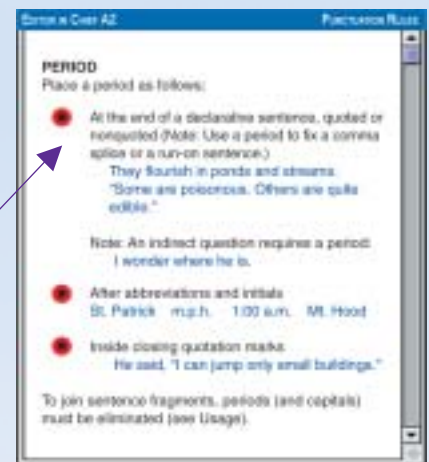 EDITOR IN CHIEF A2 PUNCTUATION RULES
PERIOD
Place a period as follows:
At the end of a declarative sentence, quoted or
nonquoted (Note: Use a period to fix a comma
splice or a run-on sentence.)
They flourish in ponds and streams.
"Some are poisonous. Others are quite
edible."
Note: An indirect question requires a period:
I wonder where he is.
After abbreviations and initials
St. Patrick m.p.h. 1:00 a.m. Mt. Hood
Inside closing quotation marks
He said, "I can jump only small buildings."
To join sentence fragments, periods (and capitals)
must be eliminated (see Usage).